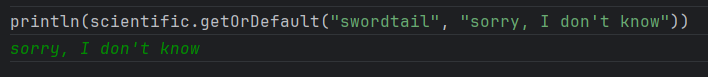 println(scientific.getOrDefault("swordtail", "sorry, I don't know"))
sorry, I don't know